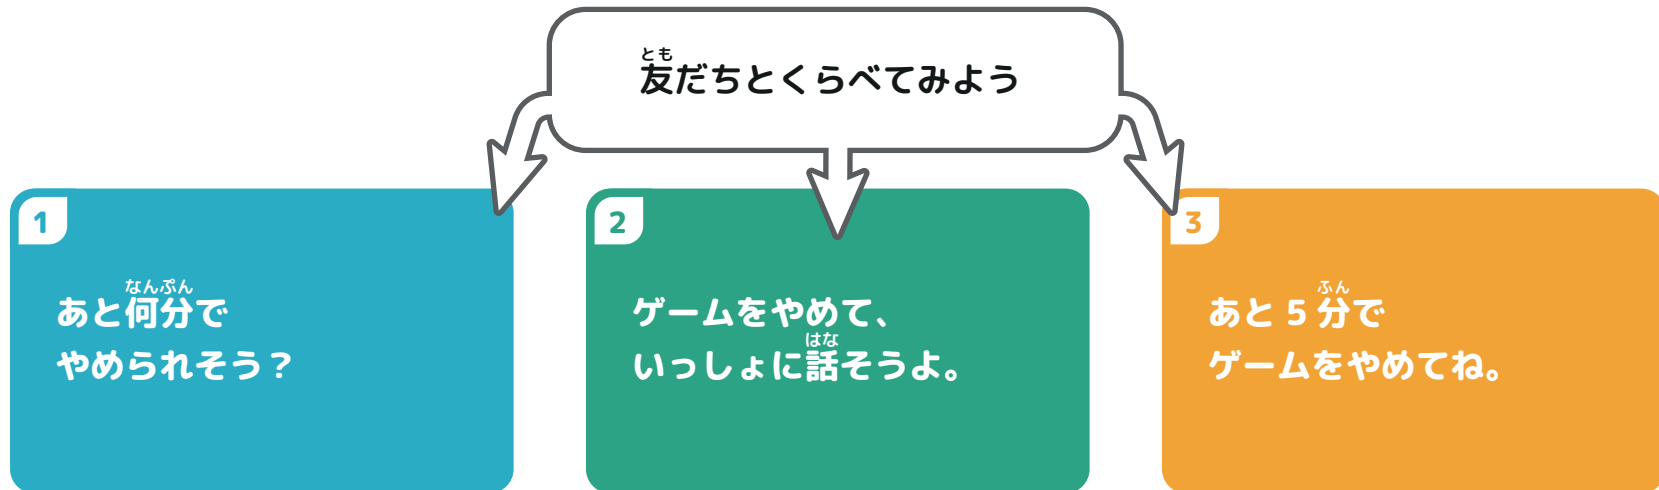 とも
友だちとくらべてみよう
1
なんぷん
あと何分で
やめられそう？
2
ゲームをやめて、
はな
いっしょに話そうよ。
3
ふん
あと 5 分で
ゲームをやめてね。